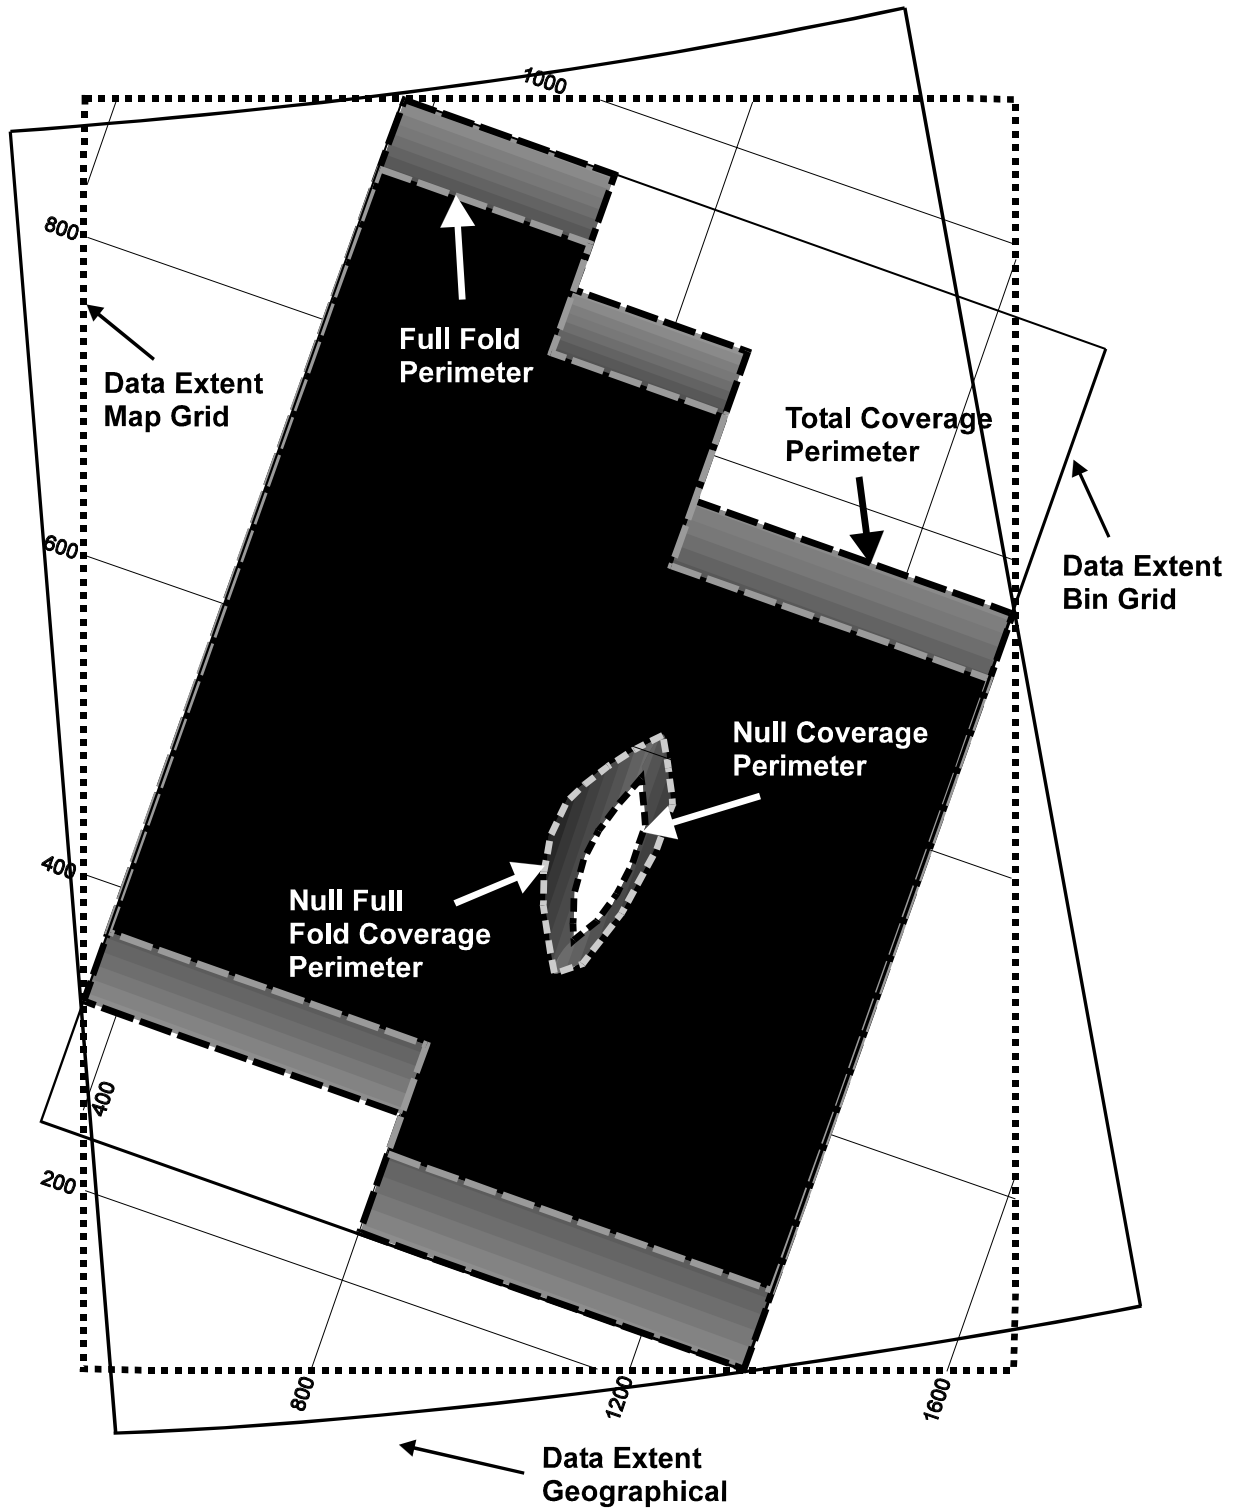 1000
800
Full Fold
Perimeter
Data Extent
Map Grid
Total Coverage
Perimeter
600
Data Extent
Bin Grid
Null Coverage
Perimeter
400
Null Full
Fold Coverage
Perimeter
400
200
800
1200
1600
Data Extent
Geographical